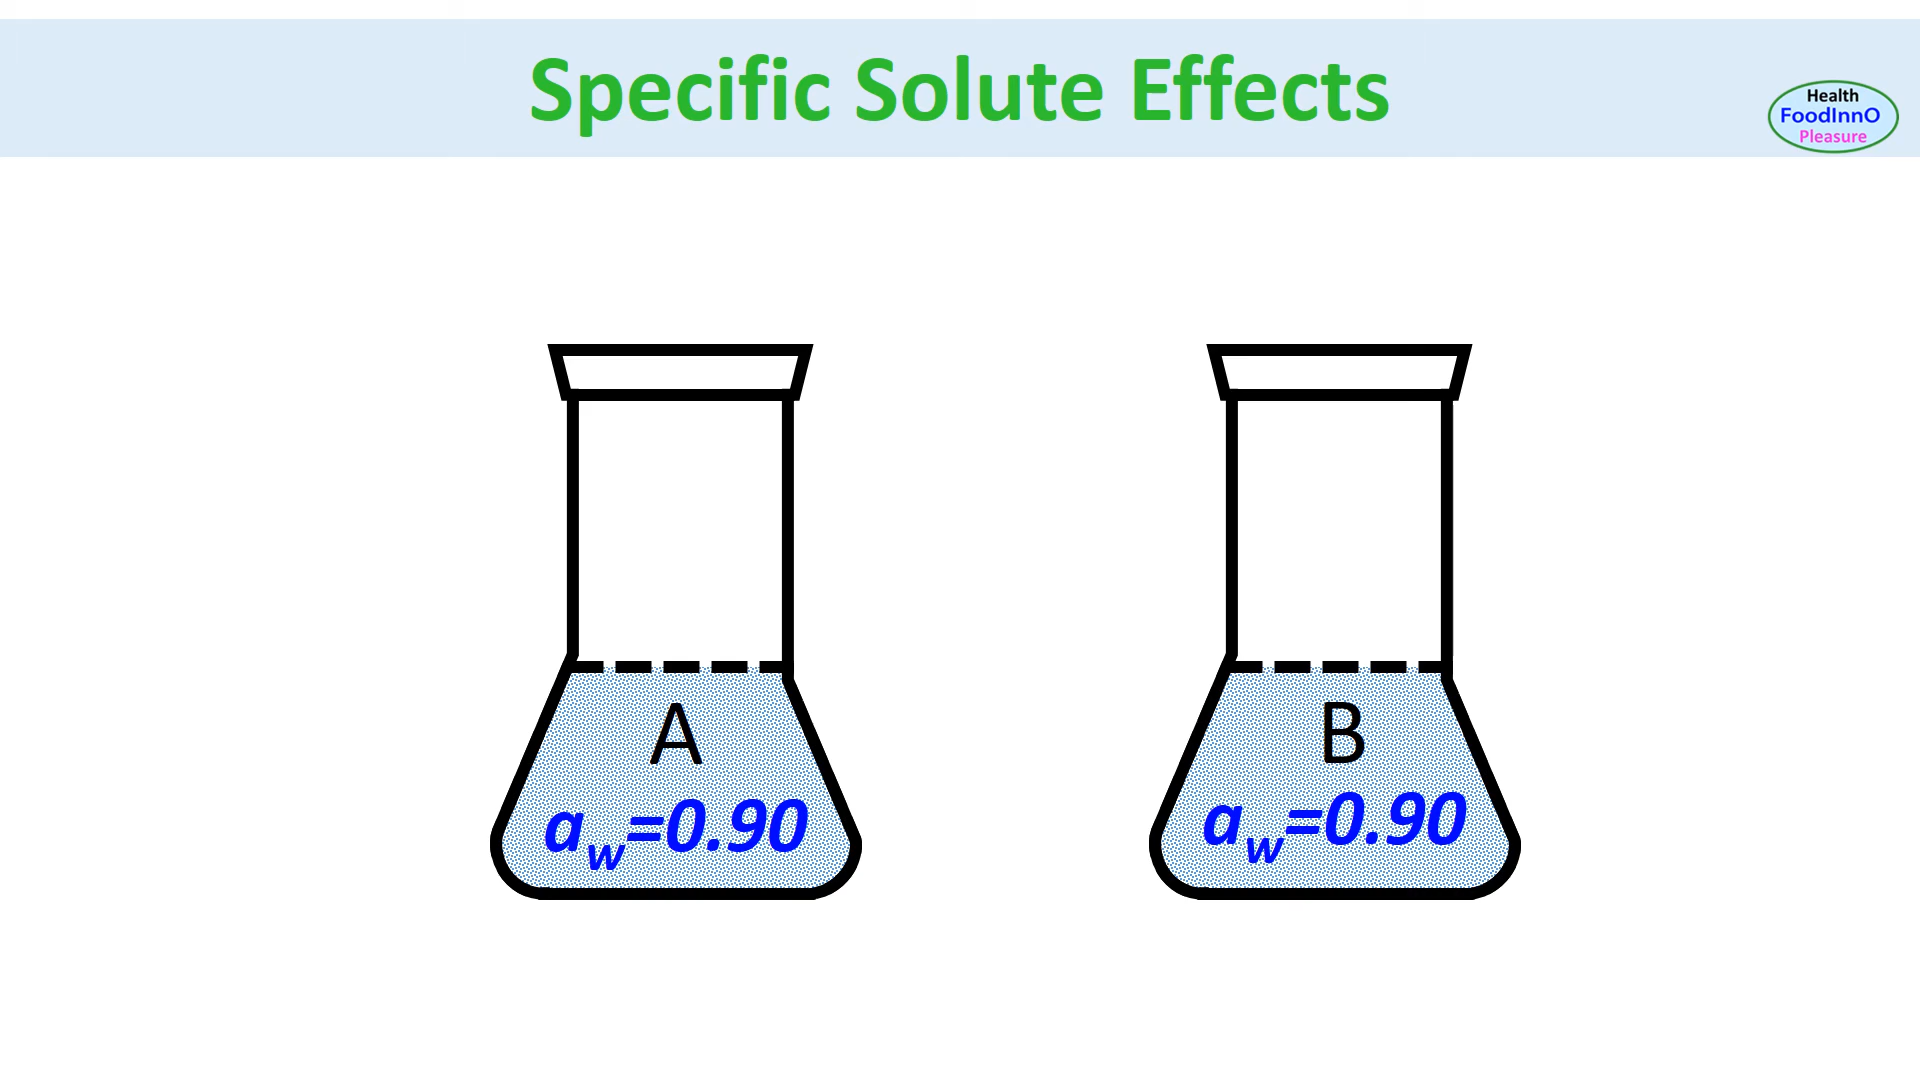 Specific Solute Effects
Health
FoodInnO
Pleasure
A
B
aw=0.90
aw=0.90